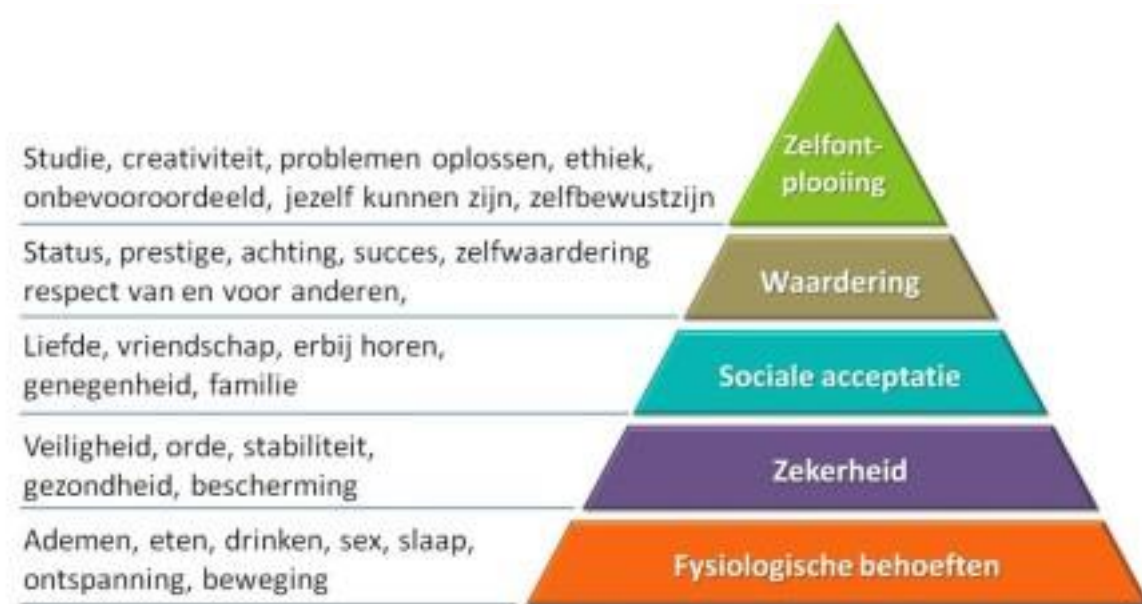 Studie, creativiteit, problemen oplossen, ethiek,
onbevooroordeeld, jezelf kunnen zijn, zelfbewustzijn
Zelfont-
plooiing
Status, prestige, achting, succes, zelfwaardering
respect van en voor anderen,
Waardering
Liefde, vriendschap, erbij horen,
genegenheid, familie
Sociale acceptatie
Veiligheid, orde, stabiliteit,
gezondheid, bescherming
Zekerheid
Ademen, eten, drinken, sex, slaap,
ontspanning, beweging
Fysiologische behoeften